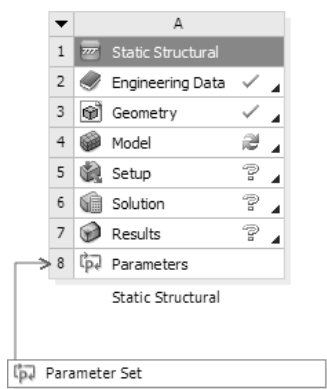 A
1 Static Structural
2 Engineering Data
3 Geometry
4 Model
5 Setup
6 Solution
7 Results
8 Parameters
Static Structural
Parameter Set